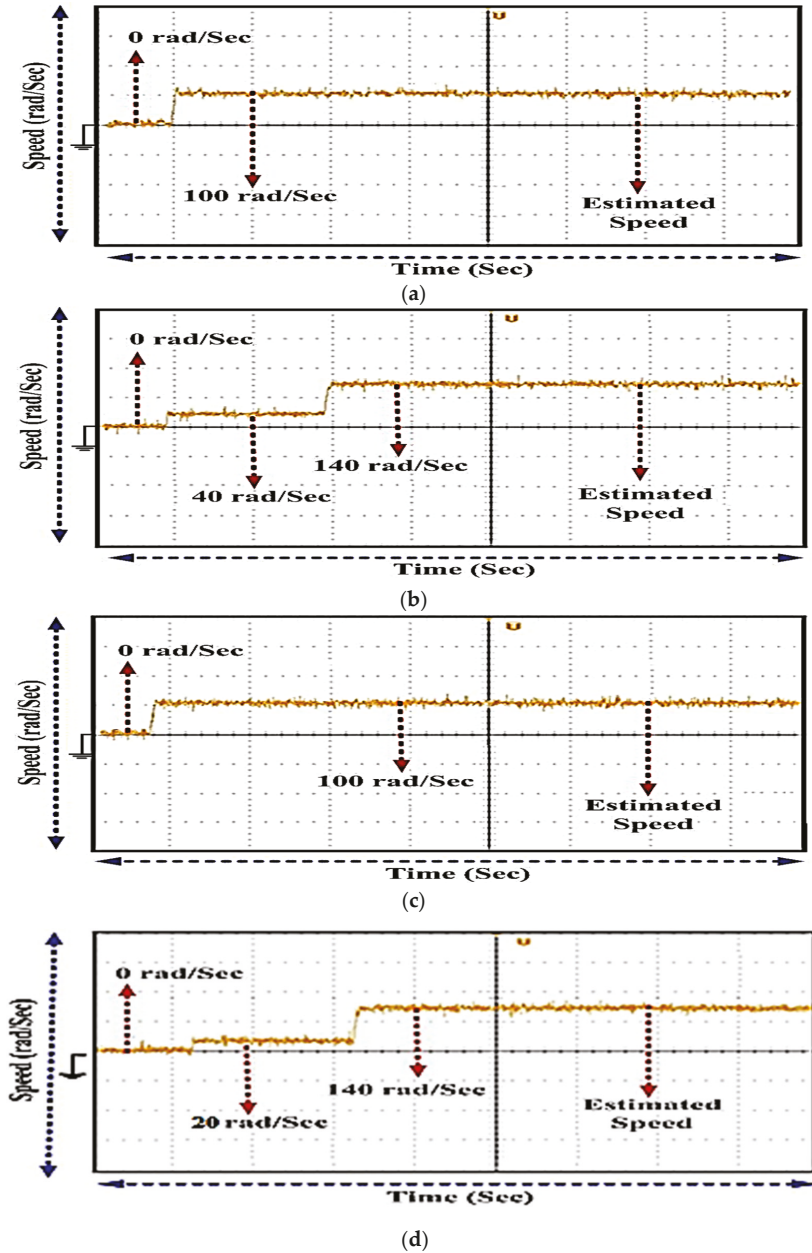 0 rad/Sec
Speed (rad/Sec)
100 rad/Sec
Estimated
Speed
Time (Sec)
(a)
0 rad/Sec
Speed (rad/Sec)
140 rad/Sec
40 rad/Sec
Estimated
Speed
Time (Sec)
(b)
0 rad/Sec
Speed (rad/Sec)
100 rad/Sec
Estimated
Speed
Time (Sec)
(c)
0 rad/Sec
Speed (rad/Sec)
140 rad/Sec
20 rad/Sec
Estimated
Speed
Time (Sec)
(d)